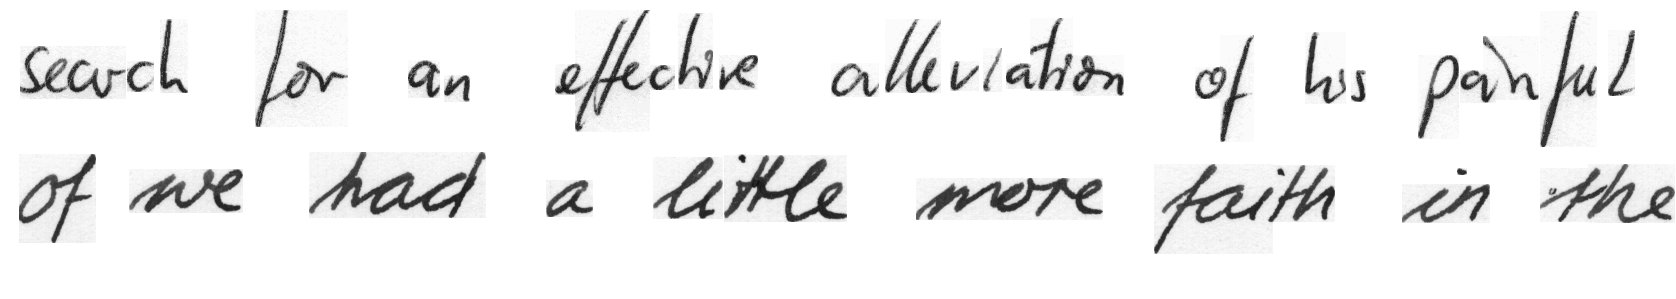 search for an effective alleviation of his painful
of we had a little more faith in the